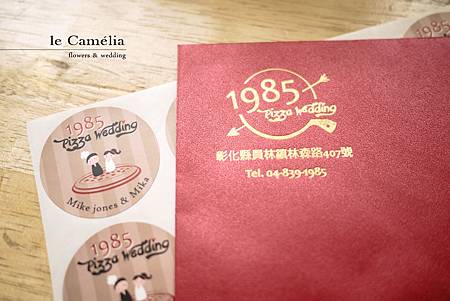 le Camélia
flowers & wedding
1985
Pizza Wedding
彰化縣員林鎮林森路407號
Tel. 04-839-1985
1985
Pizza Wedding
Mike jones & Mika
1985
Pizza Wedding